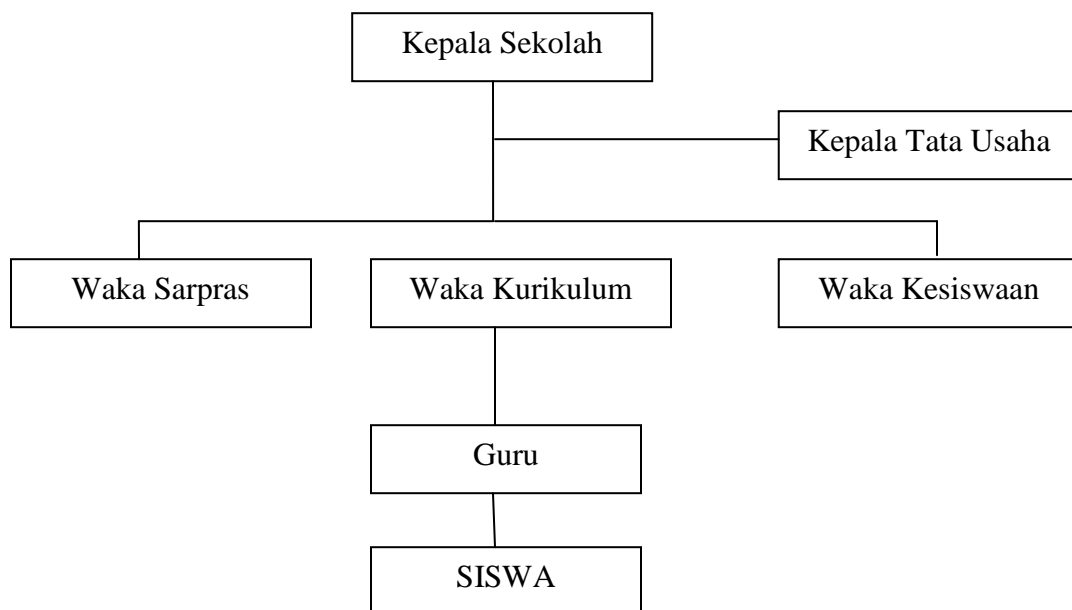 Kepala Sekolah
Kepala Tata Usaha
Waka Sarpras
Waka Kurikulum
Waka Kesiswaan
Guru
SISWA